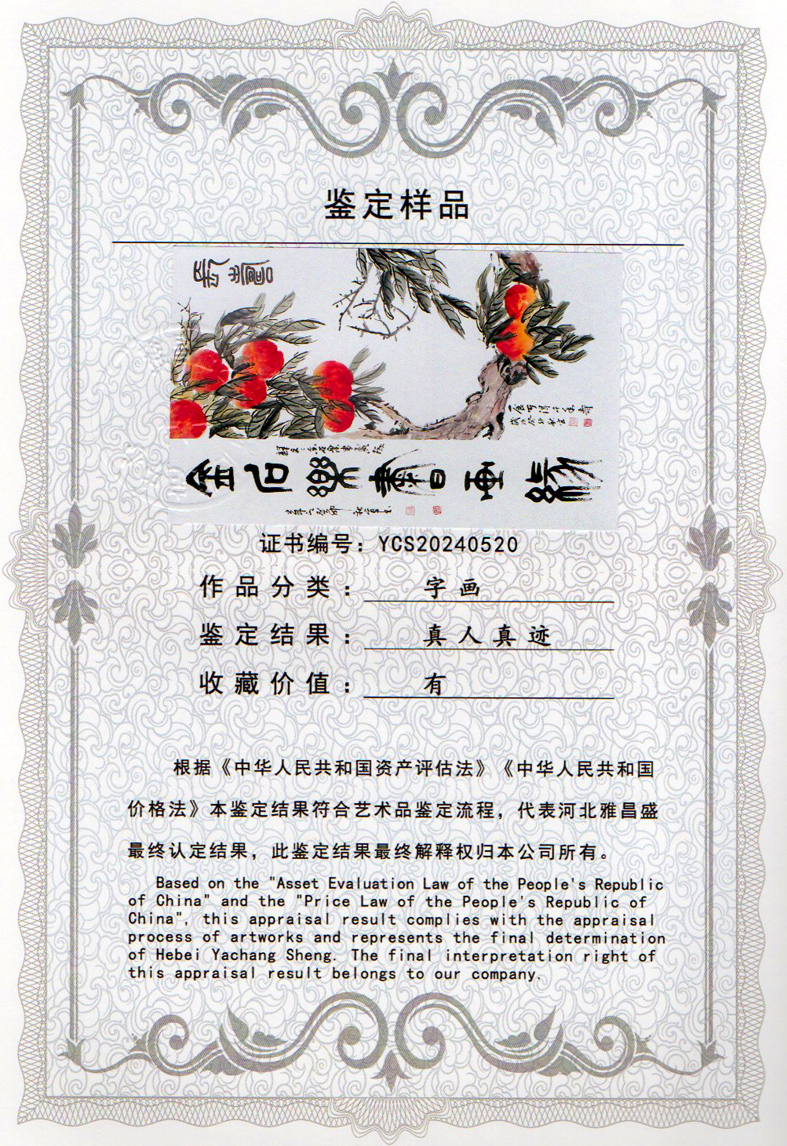 鉴定样品
金石乐书画缘
证书编号：YCS20240520
作品分类：字画
鉴定结果：真人真迹
收藏价值：有
根据《中华人民共和国资产评估法》《中华人民共和国
价格法》本鉴定结果符合艺术品鉴定流程，代表河北雅昌盛
最终认定结果，此鉴定结果最终解释权归本公司所有。
Based on the "Asset Evaluation Law of the People's Republic
of China" and the "Price Law of the People's Republic of
China", this appraisal result complies with the appraisal
process of artworks and represents the final determination
of Hebei Yachang Sheng. The final interpretation right of
this appraisal result belongs to our company.